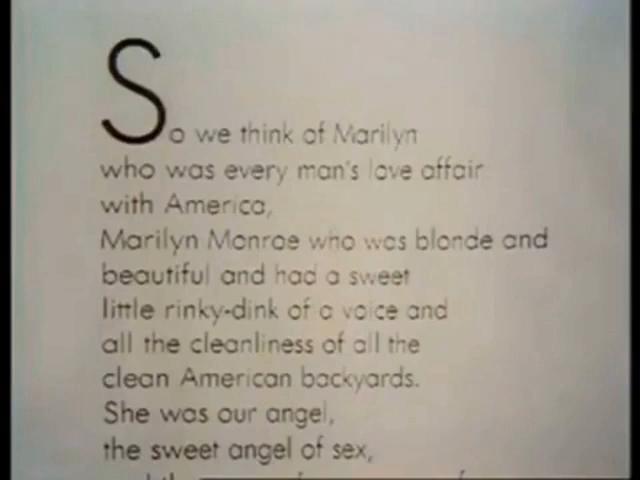 So we think of Marilyn
who was every man's love affair
with America,
Marilyn Monroe who was blonde and
beautiful and had a sweet
little rinky-dink of a voice and
all the cleanliness of all the
clean American backyards.
She was our angel,
the sweet angel of sex,